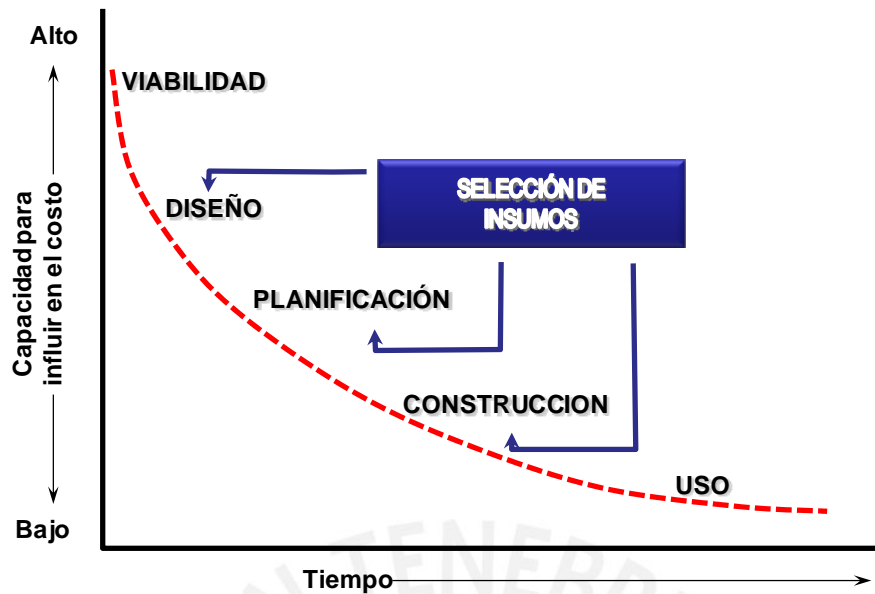 Alto
VIABILIDAD
SELECCIÓN DE
INSUMOS
DISEÑO
Capacidad para
influir en el costo
PLANIFICACIÓN
CONSTRUCCION
USO
Bajo
Tiempo